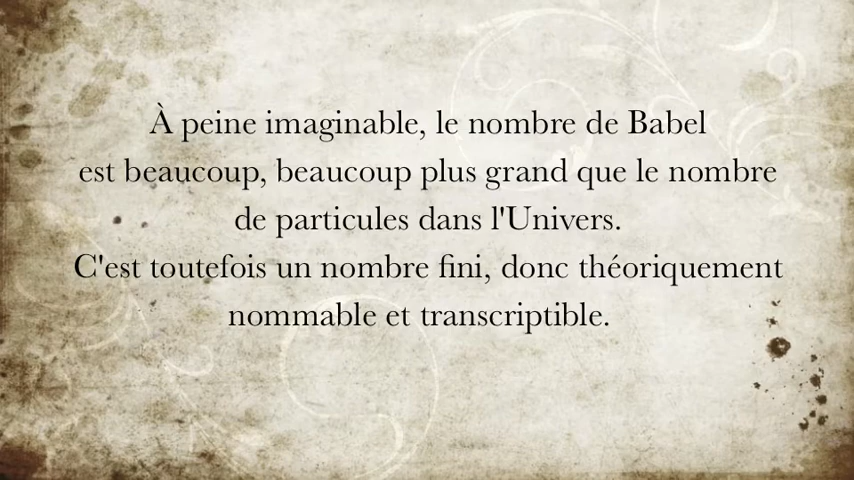 À peine imaginable, le nombre de Babel
est beaucoup, beaucoup plus grand que le nombre
de particules dans l'Univers.
C'est toutefois un nombre fini, donc théoriquement
nommable et transcriptible.